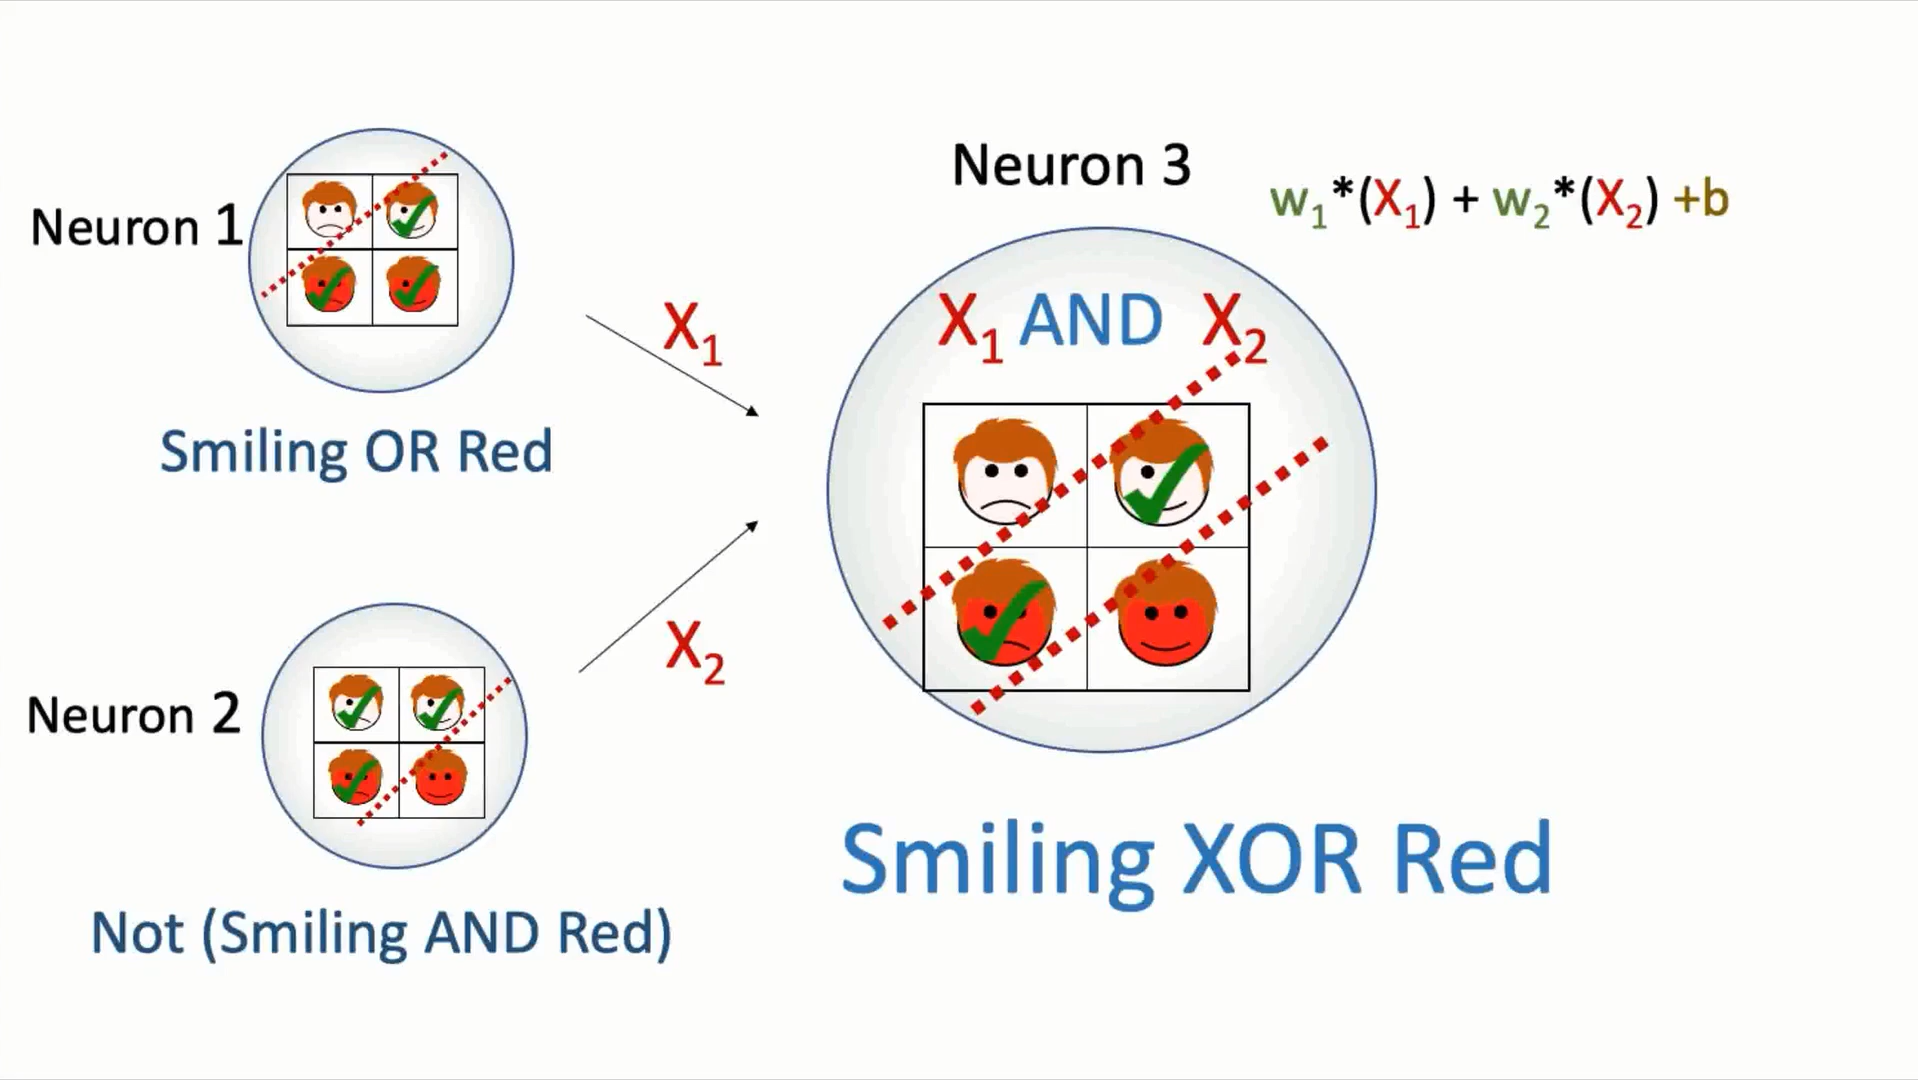 Neuron 1
Smiling OR Red
X₁
Neuron 2
Not (Smiling AND Red)
X₂
Neuron 3
w₁*(X₁) + w₂*(X₂) +b
X₁ AND X₂
Smiling XOR Red